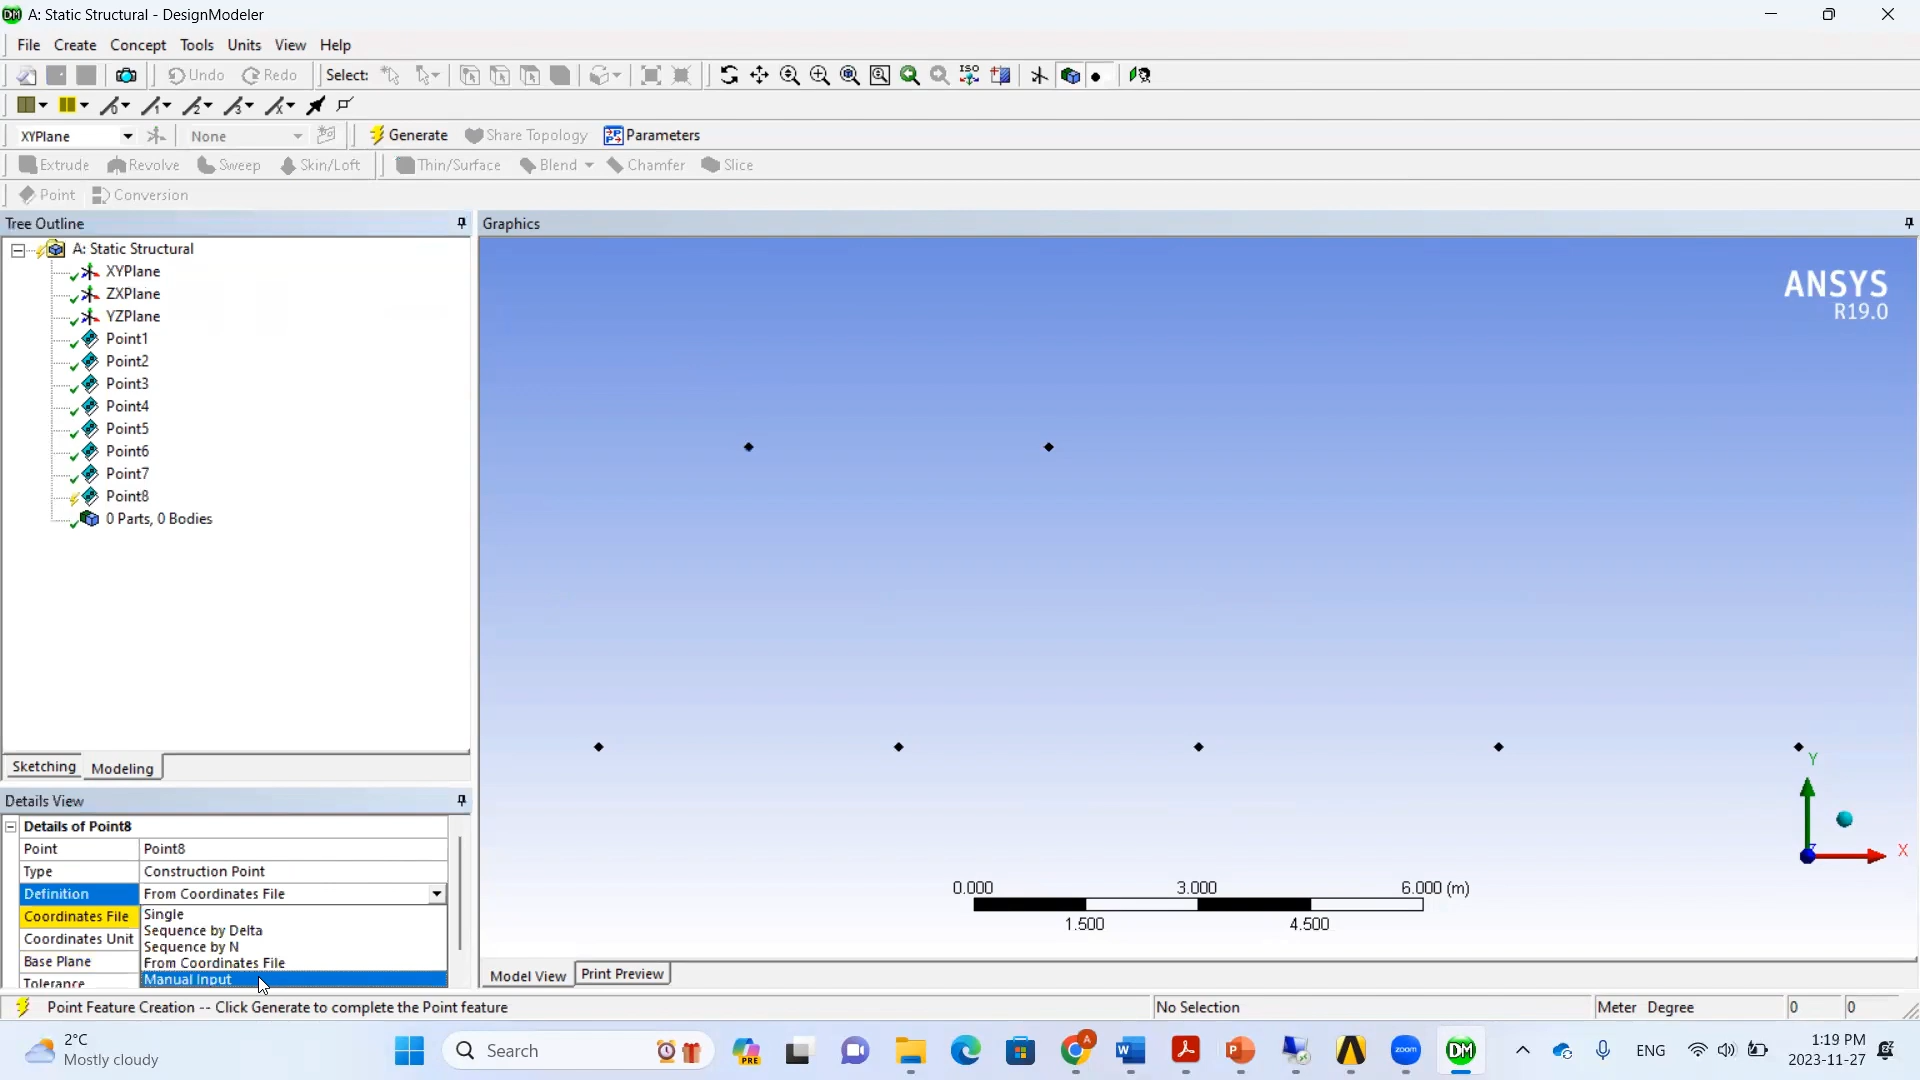 DM A: Static Structural - DesignModeler
File Create Concept Tools Units View Help
Undo Redo Select: ISO
XYPlane None Generate Share Topology Parameters
Extrude Revolve Sweep Skin/Loft Thin/Surface Blend Chamfer Slice
Point Conversion
Tree Outline
A: Static Structural
XYPlane
ZXPlane
YZPlane
Point1
Point2
Point3
Point4
Point5
Point6
Point7
Point8
0 Parts, 0 Bodies
Sketching Modeling
Details View
Details of Point8
Point Point8
Type Construction Point
Definition From Coordinates File
Coordinates File
Coordinates Unit
Base Plane
Tolerance
Single
Sequence by Delta
Sequence by N
From Coordinates File
Manual Input
Graphics
ANSYS
R19.0
0.000 3.000 6.000 (m)
1.500 4.500
Y
X
Z
Model View Print Preview
Point Feature Creation -- Click Generate to complete the Point feature No Selection Meter Degree 0 0
2°C
Mostly cloudy
Search
PRE
A
zoom
DM
ENG
1:19 PM
2023-11-27